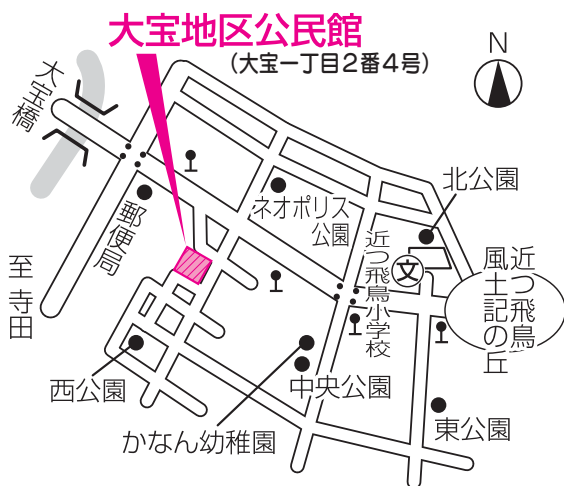 大宝地区公民館
(大宝一丁目2番4号)
N
大宝橋
北公園
ネオポリス
公園
郵便局
近つ飛鳥小学校
文
近つ飛鳥
風土記の丘
至 寺田
西公園
中央公園
東公園
かなん幼稚園